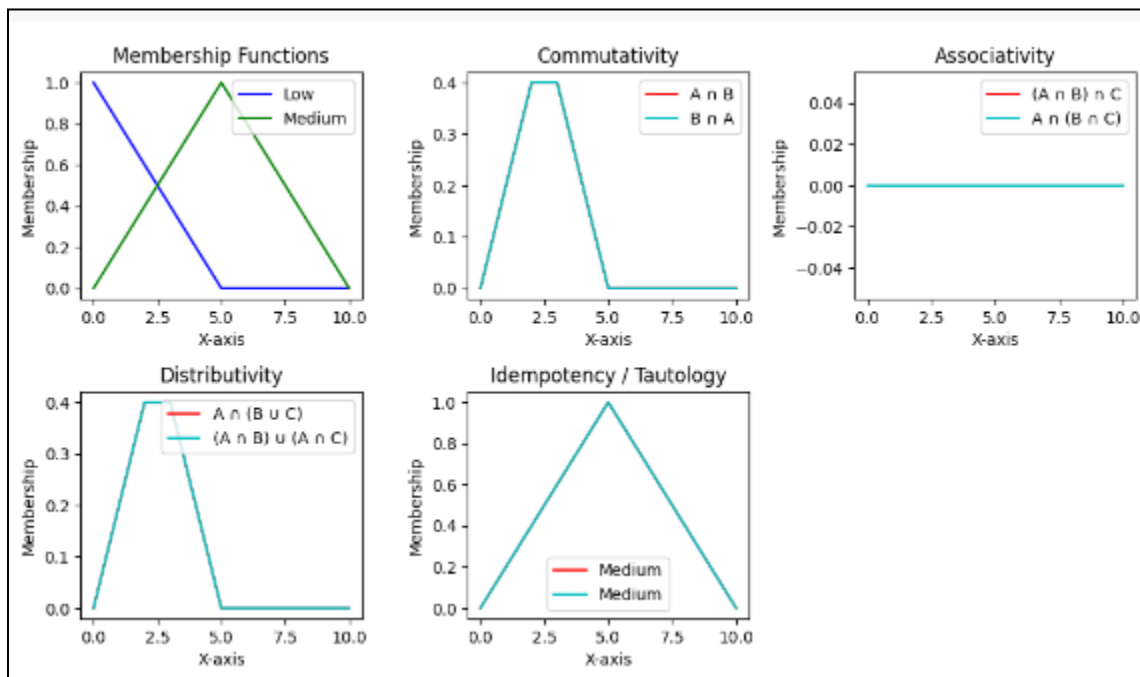 Membership Functions
1.0
0.8
0.6
0.4
0.2
0.0
Membership
Low
Medium
0.0 2.5 5.0 7.5 10.0
X-axis
Commutativity
0.4
0.3
0.2
0.1
0.0
Membership
A ∩ B
B ∩ A
0.0 2.5 5.0 7.5 10.0
X-axis
Associativity
0.04
0.02
0.00
−0.02
−0.04
Membership
(A ∩ B) ∩ C
A ∩ (B ∩ C)
0.0 2.5 5.0 7.5 10.0
X-axis
Distributivity
0.4
0.3
0.2
0.1
0.0
Membership
A ∩ (B ∪ C)
(A ∩ B) ∪ (A ∩ C)
0.0 2.5 5.0 7.5 10.0
X-axis
Idempotency / Tautology
1.0
0.8
0.6
0.4
0.2
0.0
Membership
Medium
Medium
0.0 2.5 5.0 7.5 10.0
X-axis